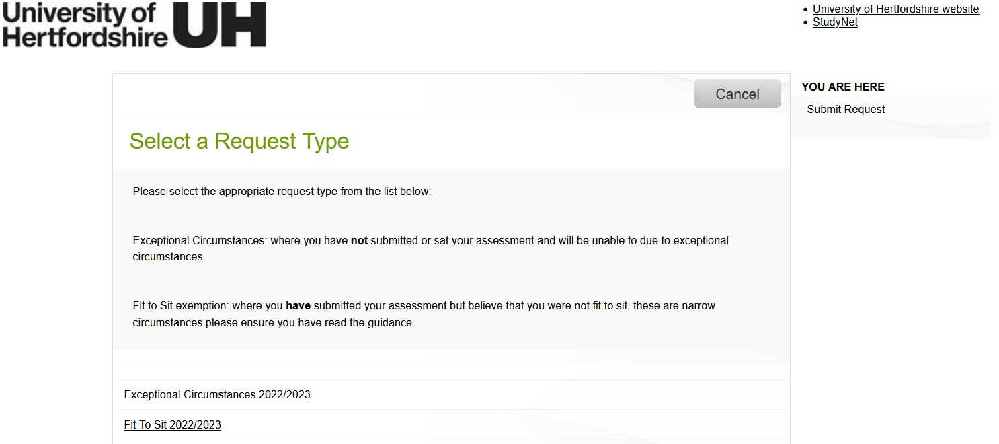 University of
Hertfordshire UH
University of Hertfordshire website
StudyNet
Cancel
YOU ARE HERE
Submit Request
Select a Request Type
Please select the appropriate request type from the list below:
Exceptional Circumstances: where you have not submitted or sat your assessment and will be unable to due to exceptional
circumstances.
Fit to Sit exemption: where you have submitted your assessment but believe that you were not fit to sit, these are narrow
circumstances please ensure you have read the guidance.
Exceptional Circumstances 2022/2023
Fit To Sit 2022/2023